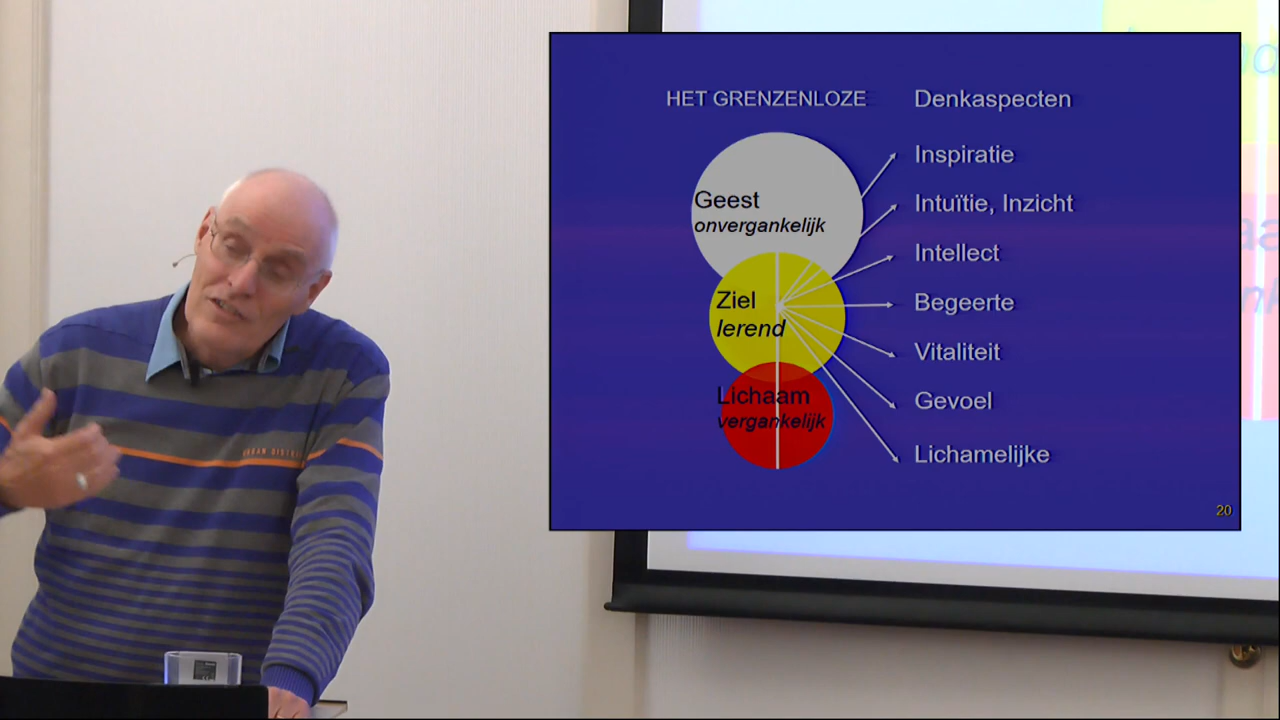 HET GRENZENLOZE
Denkaspecten
Geest
onvergankelijk
Ziel
lerend
Lichaam
vergankelijk
Inspiratie
Intuïtie, Inzicht
Intellect
Begeerte
Vitaliteit
Gevoel
Lichamelijke
20